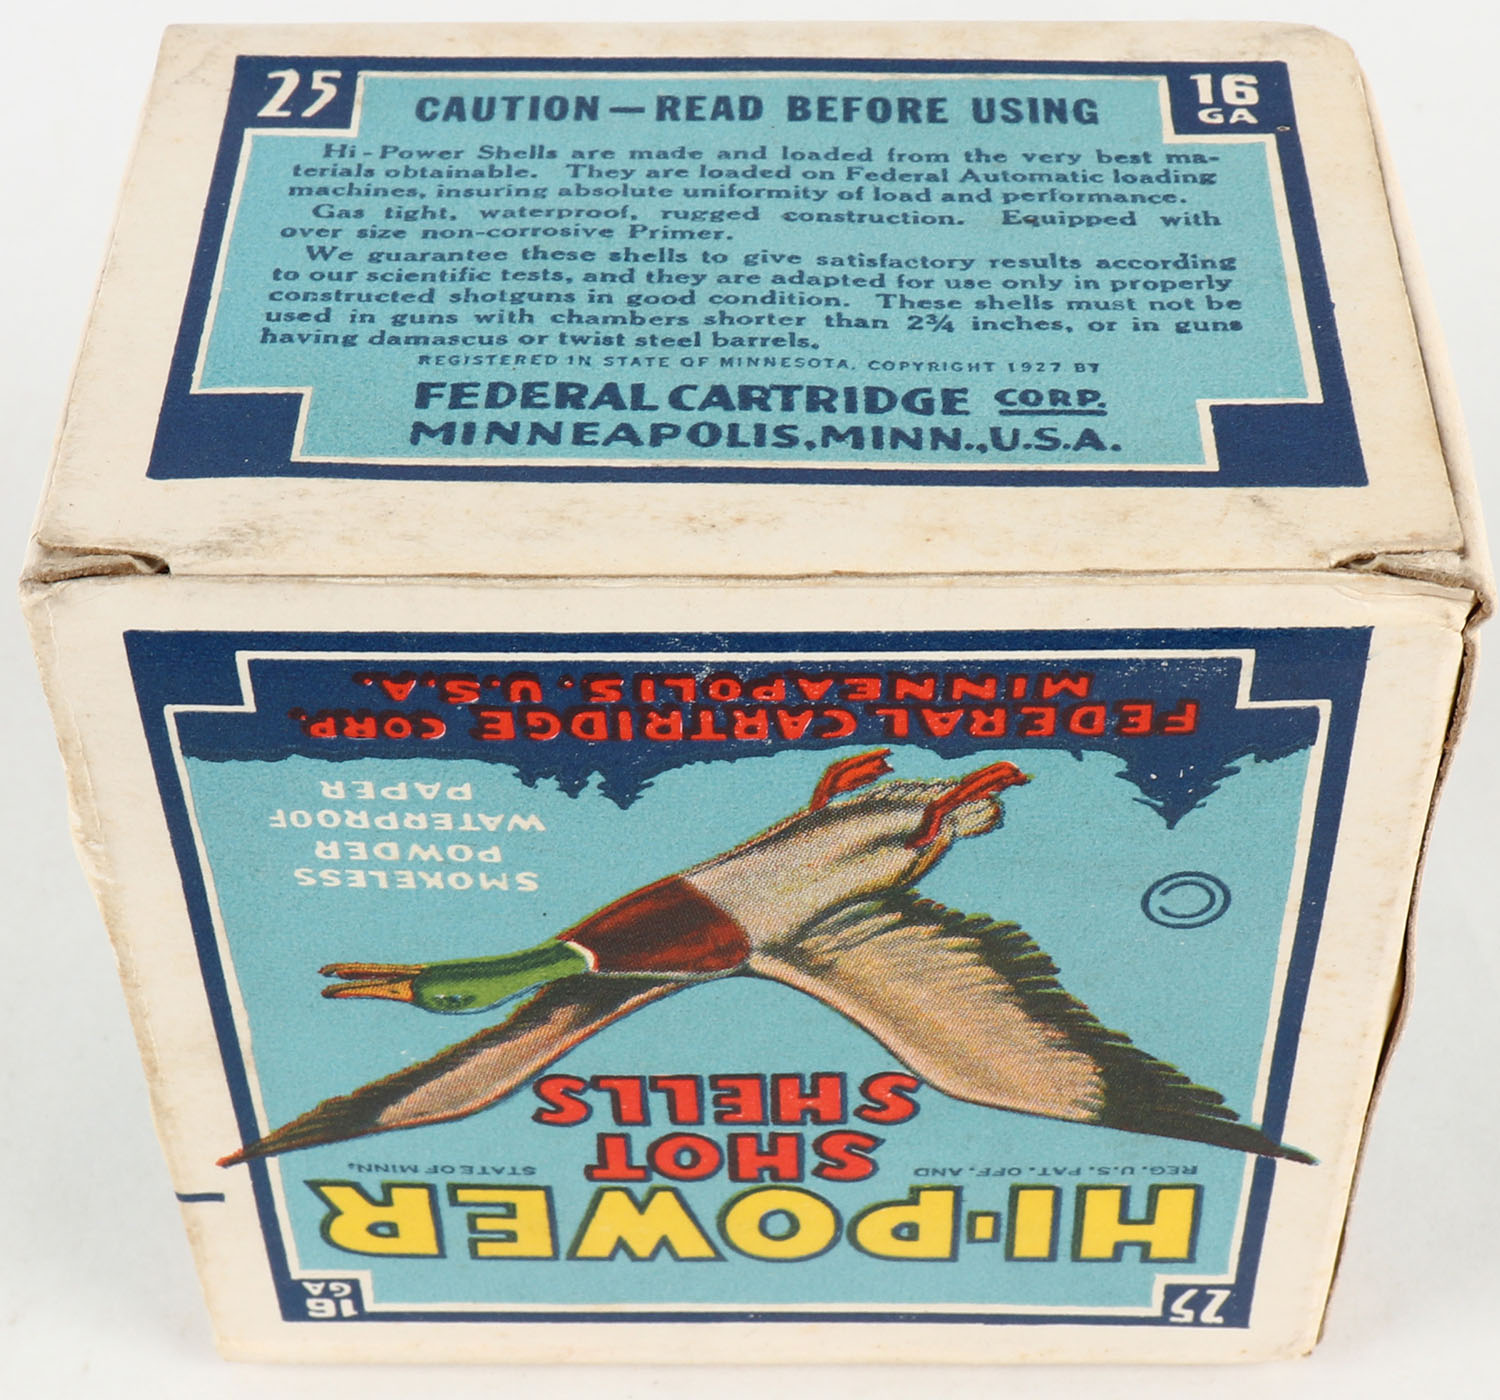 25
16
GA
CAUTION — READ BEFORE USING
Hi-Power Shells are made and loaded from the very best ma-
terials obtainable. They are loaded on Federal Automatic loading
machines, insuring absolute uniformity of load and performance.
Gas tight, waterproof, rugged construction. Equipped with
over size non-corrosive Primer.
We guarantee these shells to give satisfactory results according
to our scientific tests, and they are adapted for use only in properly
constructed shotguns in good condition. These shells must not be
used in guns with chambers shorter than 2¾ inches, or in guns
having damascus or twist steel barrels.
REGISTERED IN STATE OF MINNESOTA. COPYRIGHT 1927 BY
FEDERAL CARTRIDGE CORP.
MINNEAPOLIS, MINN., U.S.A.
25
16
GA
HI-POWER
REG. U.S. PAT. OFF. AND
STATE OF MINN.
SHOT
SHELLS
SMOKELESS
POWDER
WATERPROOF
PAPER
FEDERAL CARTRIDGE CORP.
MINNEAPOLIS. U.S.A.